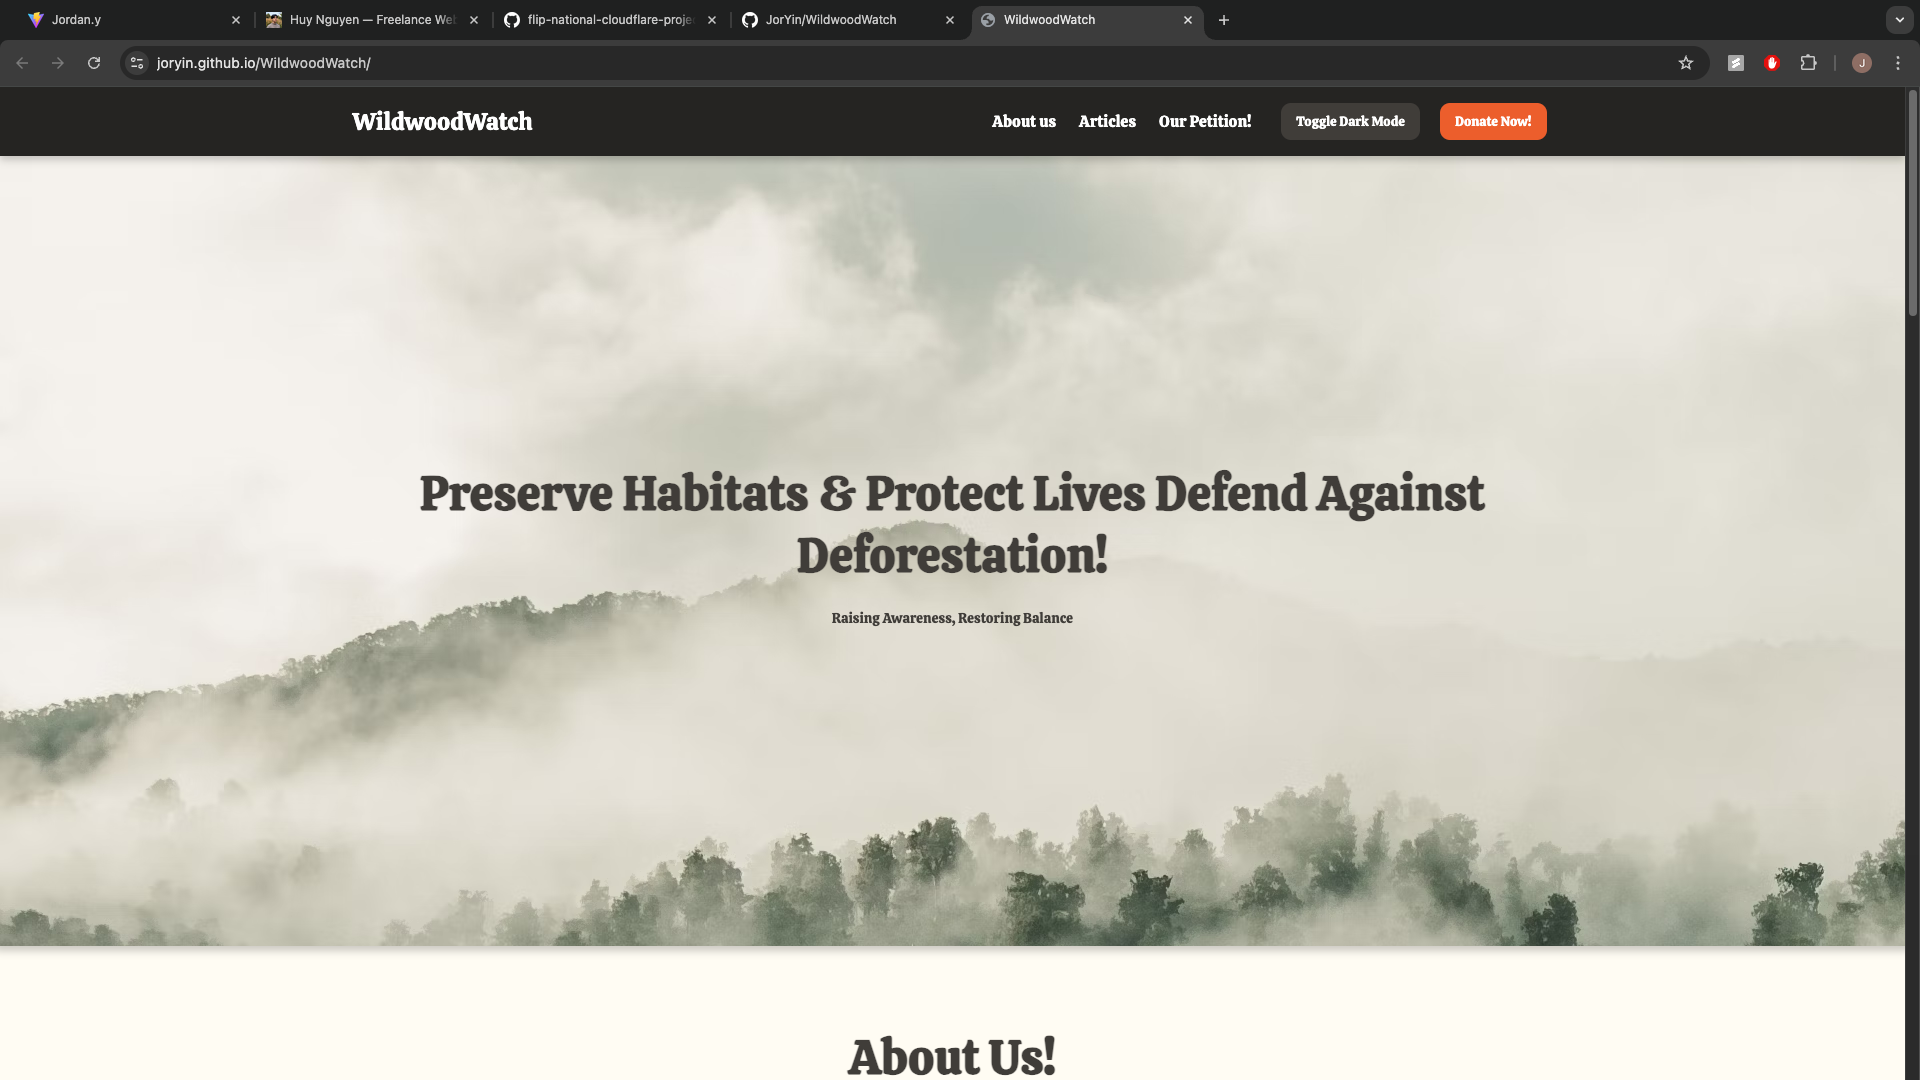 Jordan.y
Huy Nguyen — Freelance We
flip-national-cloudflare-proje
JorYin/WildwoodWatch
WildwoodWatch
joryin.github.io/WildwoodWatch/
J
WildwoodWatch
About us
Articles
Our Petition!
Toggle Dark Mode
Donate Now!
Preserve Habitats & Protect Lives Defend Against
Deforestation!
Raising Awareness, Restoring Balance
About Us!